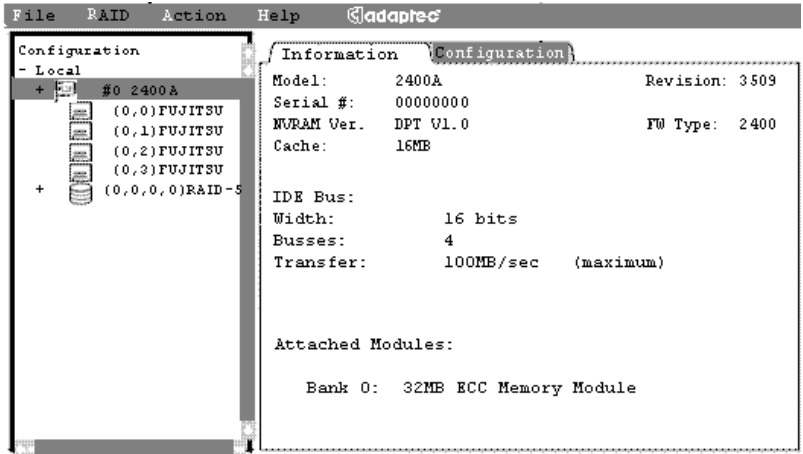 File RAID Action Help adaptec
Configuration
- Local
+ #0 2400A
(0,0)FUJITSU
(0,1)FUJITSU
(0,2)FUJITSU
(0,3)FUJITSU
+ (0,0,0,0)RAID-5
Information Configuration
Model: 2400A Revision: 3509
Serial #: 00000000
NVRAM Ver. DPT V1.0 FW Type: 2400
Cache: 16MB
IDE Bus:
Width: 16 bits
Busses: 4
Transfer: 100MB/sec (maximum)
Attached Modules:
Bank 0: 32MB ECC Memory Module